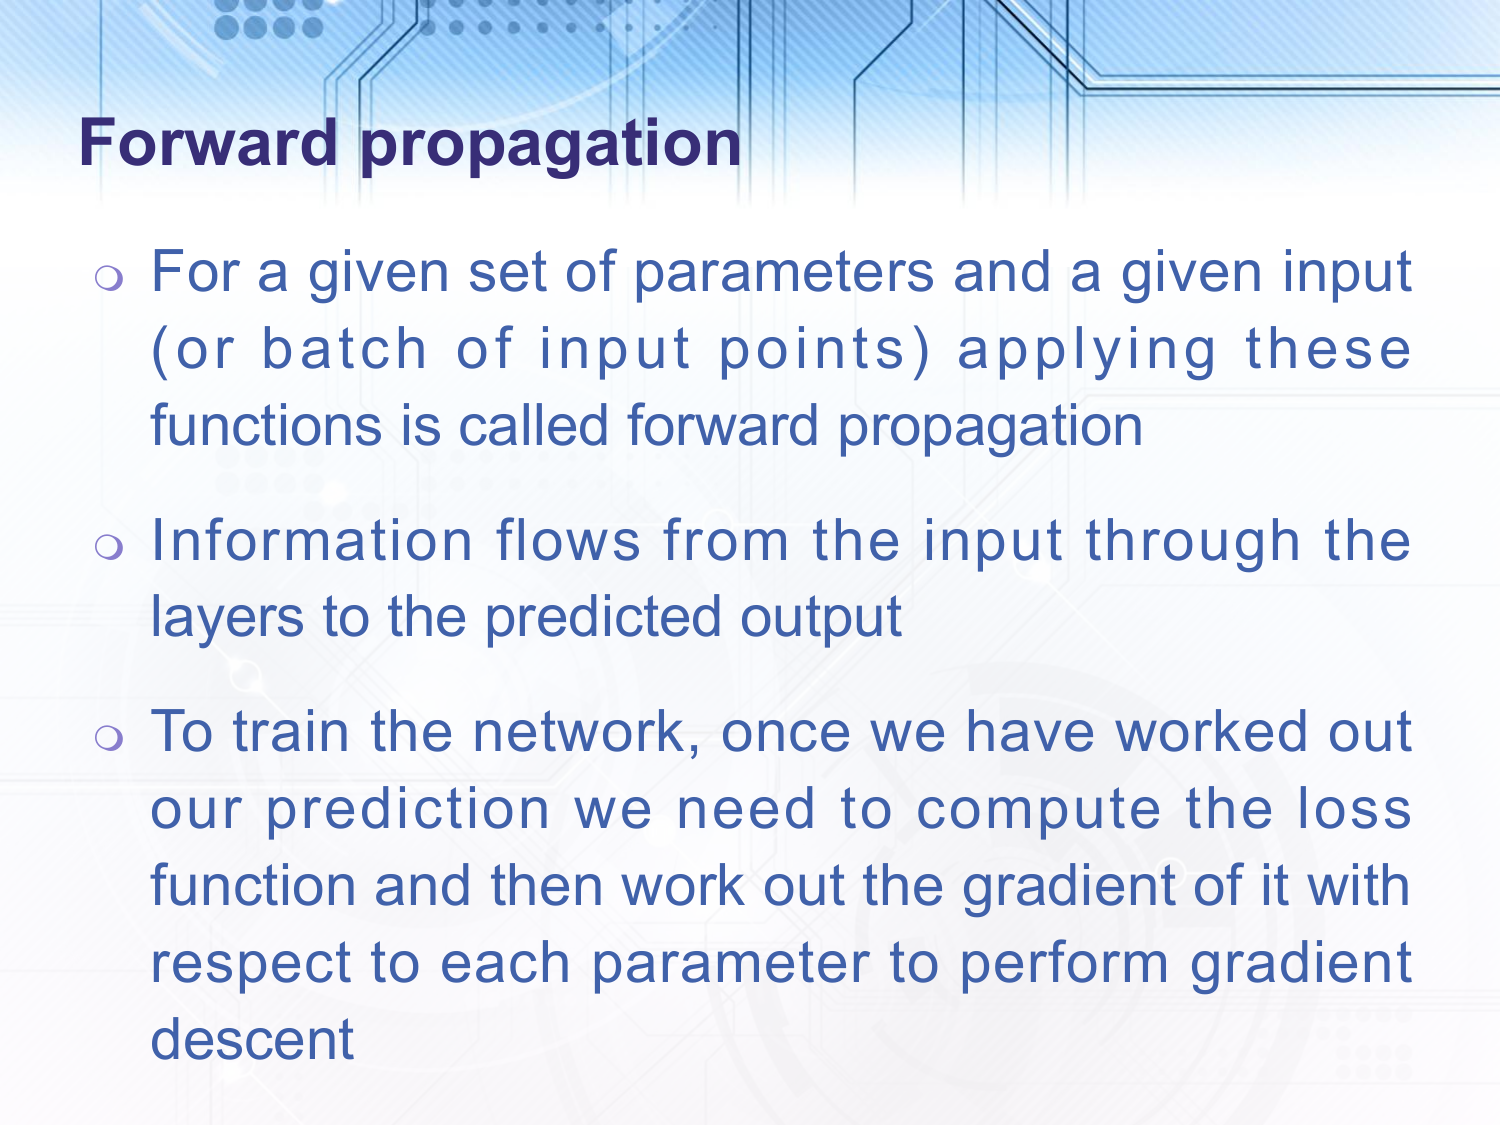 Forward propagation
For a given set of parameters and a given input
(or batch of input points) applying these
functions is called forward propagation
Information flows from the input through the
layers to the predicted output
To train the network, once we have worked out
our prediction we need to compute the loss
function and then work out the gradient of it with
respect to each parameter to perform gradient
descent